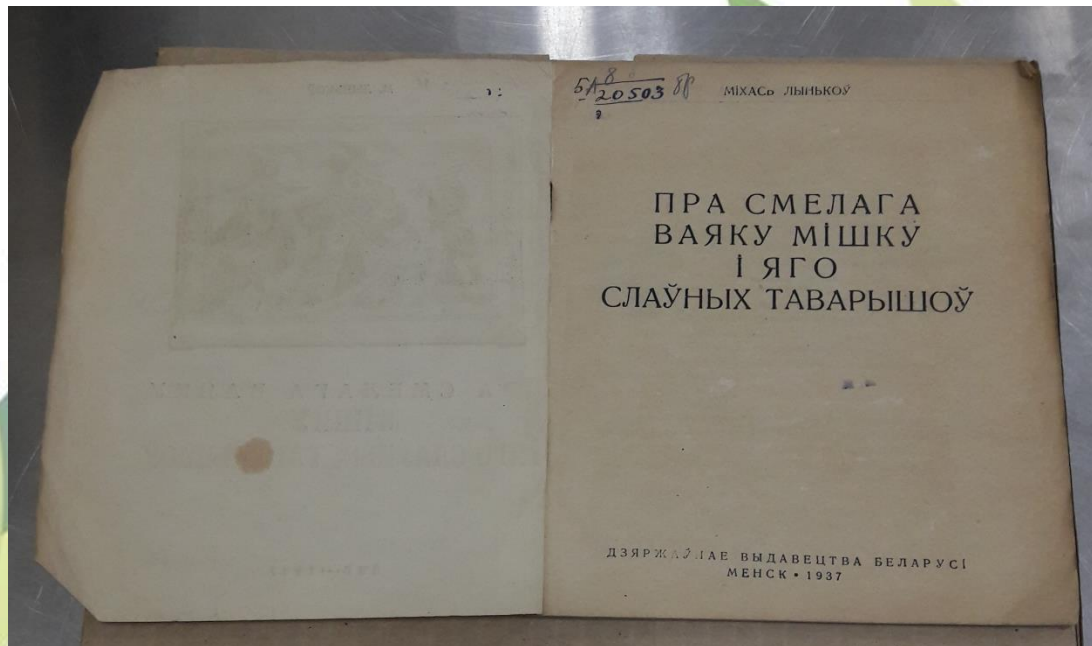 БА 8
20503
МІХАСЬ ЛЫНЬКОЎ
ПРА СМЕЛАГА
ВАЯКУ МІШКУ
І ЯГО
СЛАЎНЫХ ТАВАРЫШОЎ
ДЗЯРЖАЎНАЕ ВЫДАВЕЦТВА БЕЛАРУСІ
МЕНСК • 1937